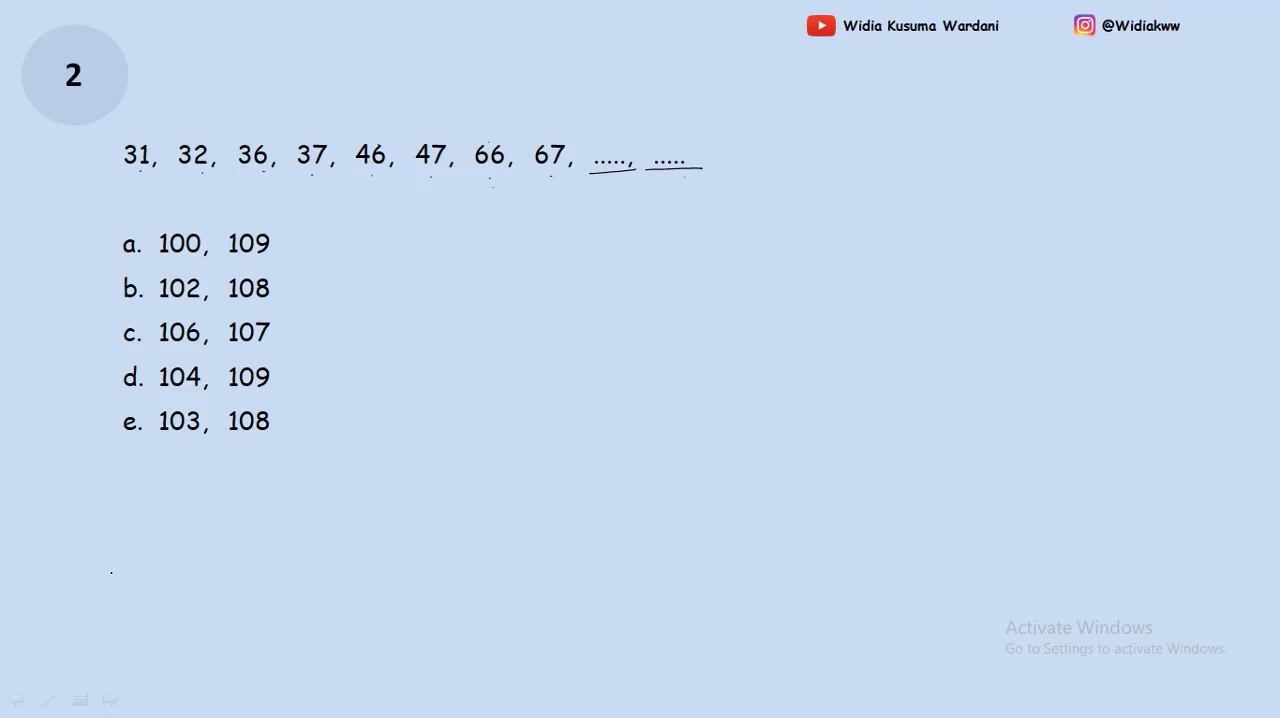 Widia Kusuma Wardani @Widiakww
2
31, 32, 36, 37, 46, 47, 66, 67, ....., .....
a. 100, 109
b. 102, 108
c. 106, 107
d. 104, 109
e. 103, 108
Activate Windows
Go to Settings to activate Windows.